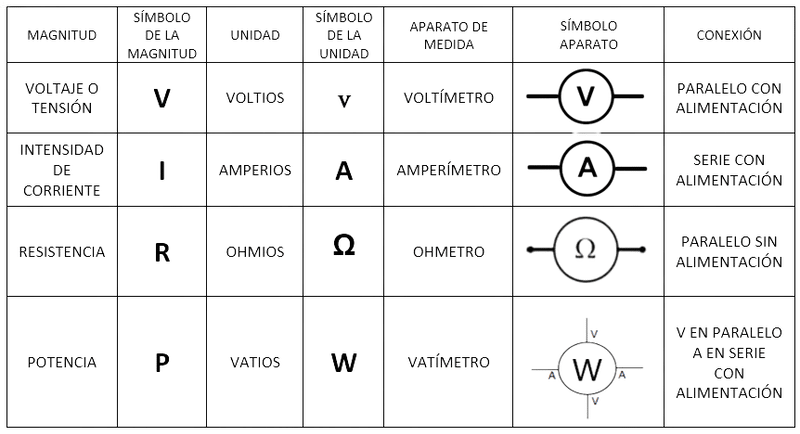 MAGNITUD
SÍMBOLO
DE LA
MAGNITUD
UNIDAD
SÍMBOLO
DE LA
UNIDAD
APARATO DE
MEDIDA
SÍMBOLO
APARATO
CONEXIÓN
VOLTAJE O
TENSIÓN
V
VOLTIOS
v
VOLTÍMETRO
V
PARALELO CON
ALIMENTACIÓN
INTENSIDAD
DE
CORRIENTE
I
AMPERIOS
A
AMPERÍMETRO
A
SERIE CON
ALIMENTACIÓN
RESISTENCIA
R
OHMIOS
Ω
OHMETRO
Ω
PARALELO SIN
ALIMENTACIÓN
POTENCIA
P
VATIOS
W
VATÍMETRO
V
A W A
V
V EN PARALELO
A EN SERIE
CON
ALIMENTACIÓN